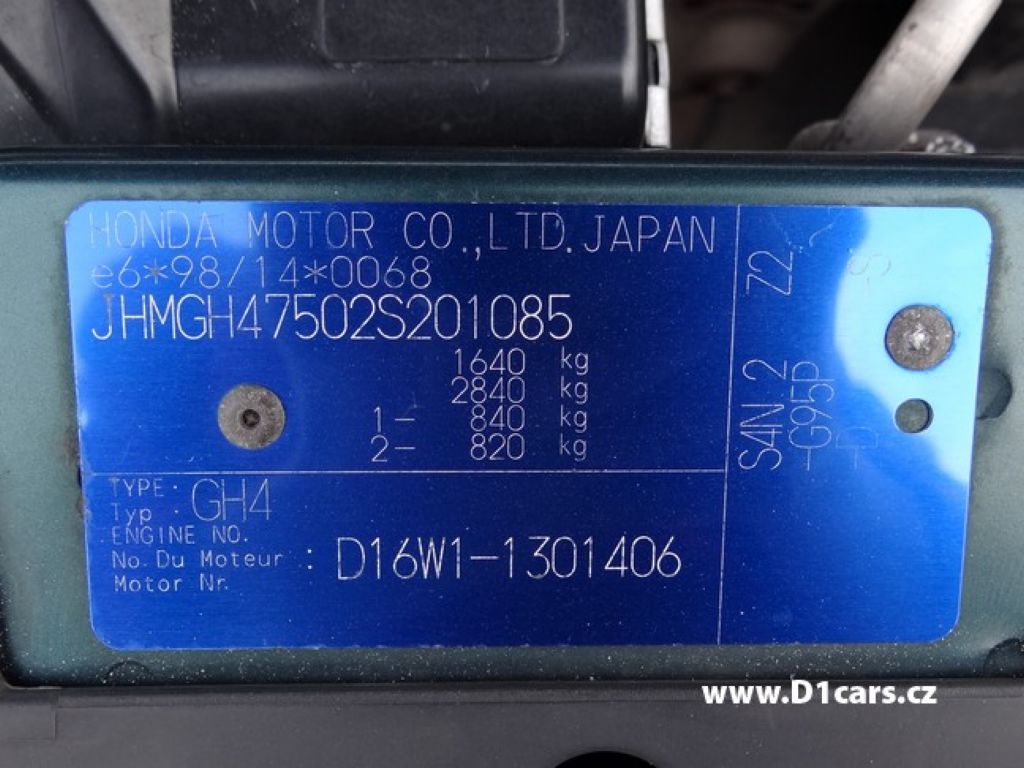 HONDA MOTOR CO.,LTD. JAPAN
e6*98/14*0068
JHMGH47502S201085
1640 kg
2840 kg
1- 840 kg
2- 820 kg
TYPE·
Typ · GH4
ENGINE NO.
No. Du Moteur : D16W1-1301406
Motor Nr.
S4N 2 Z2
-G95P
www.D1cars.cz